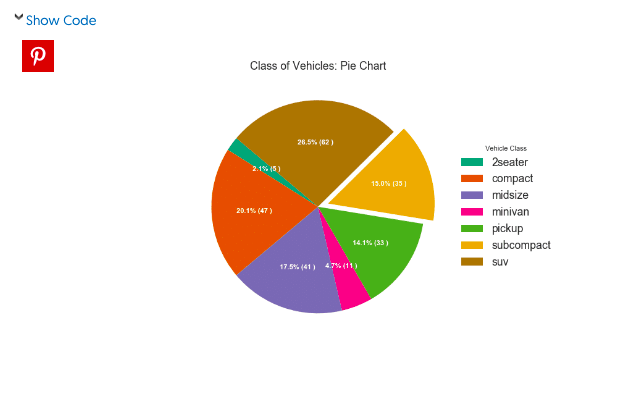 Show Code
Class of Vehicles: Pie Chart
26.5% (62 )
2.1% (5 )
15.0% (35 )
20.1% (47 )
14.1% (33 )
17.5% (41 )
4.7% (11 )
Vehicle Class
2seater
compact
midsize
minivan
pickup
subcompact
suv